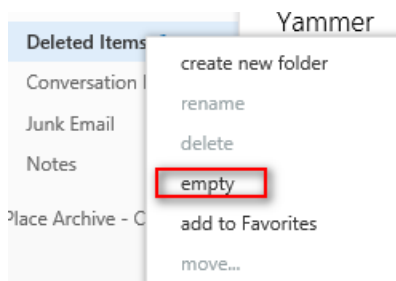 Yammer
Deleted Items
Conversation
Junk Email
Notes
Place Archive -
create new folder
rename
delete
empty
add to Favorites
move...